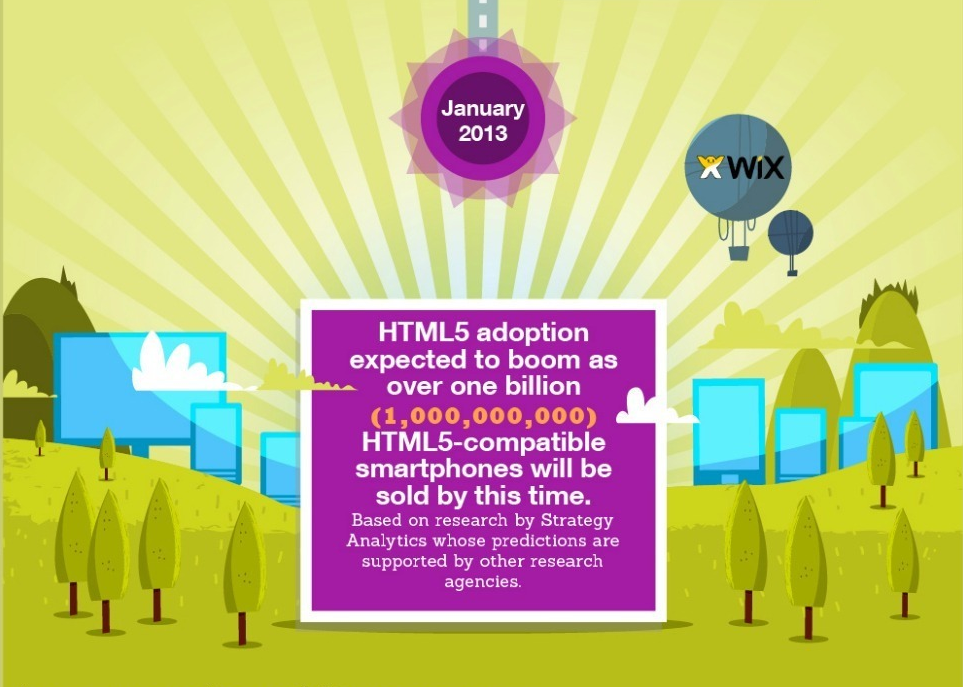 January
2013
WiX
HTML5 adoption
expected to boom as
over one billion
(1,000,000,000)
HTML5-compatible
smartphones will be
sold by this time.
Based on research by Strategy
Analytics whose predictions are
supported by other research
agencies.